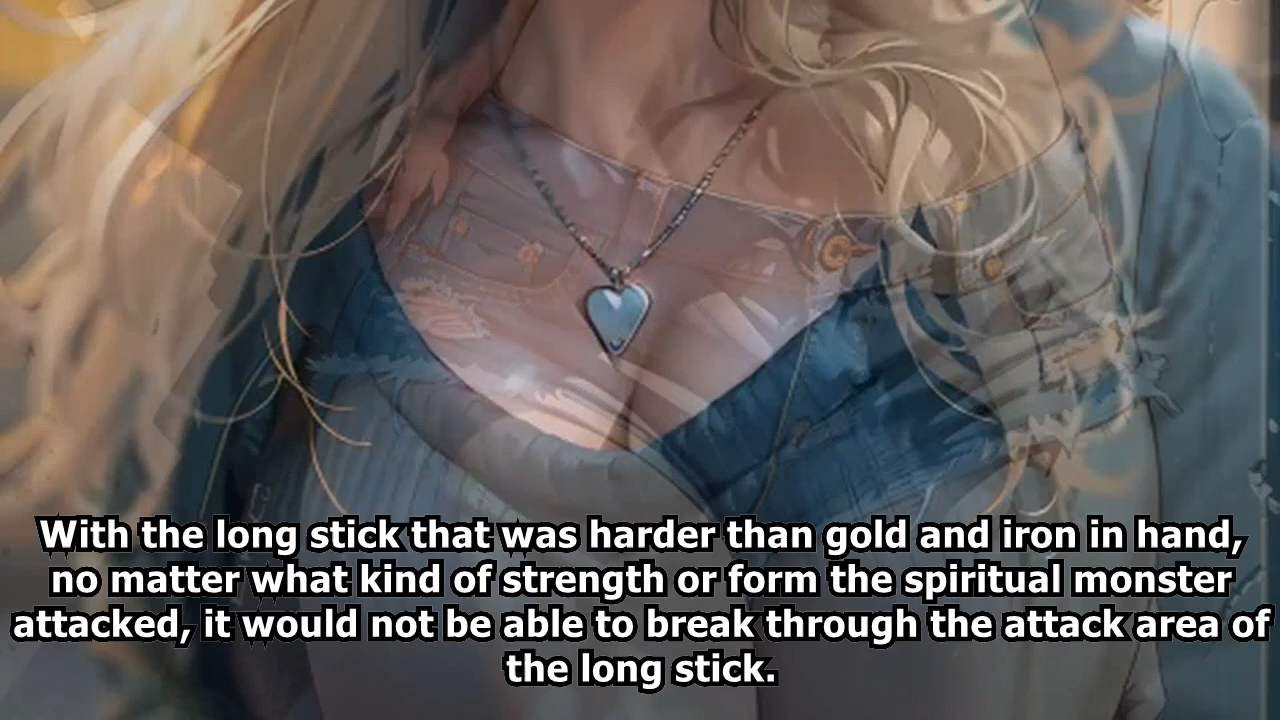 With the long stick that was harder than gold and iron in hand,
no matter what kind of strength or form the spiritual monster
attacked, it would not be able to break through the attack area of
the long stick.